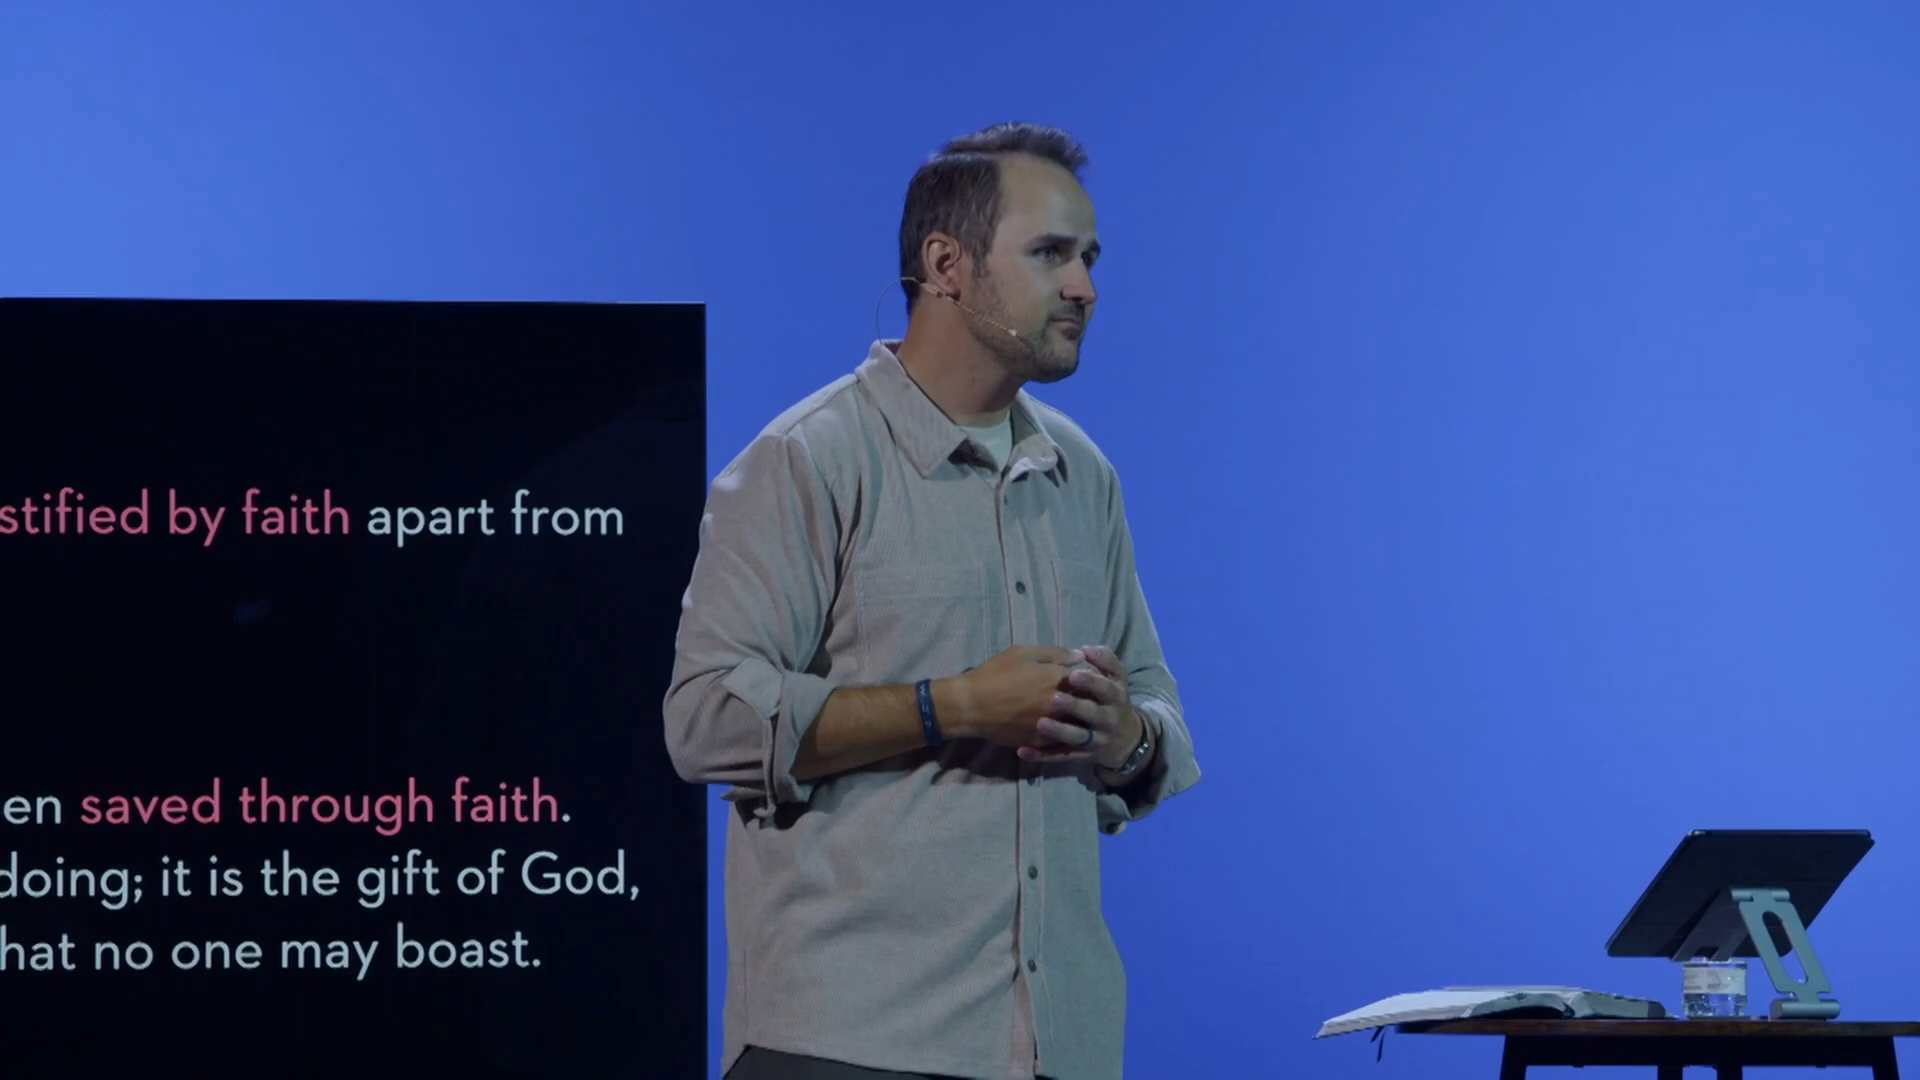 stified by faith apart from
en saved through faith.
doing; it is the gift of God,
hat no one may boast.